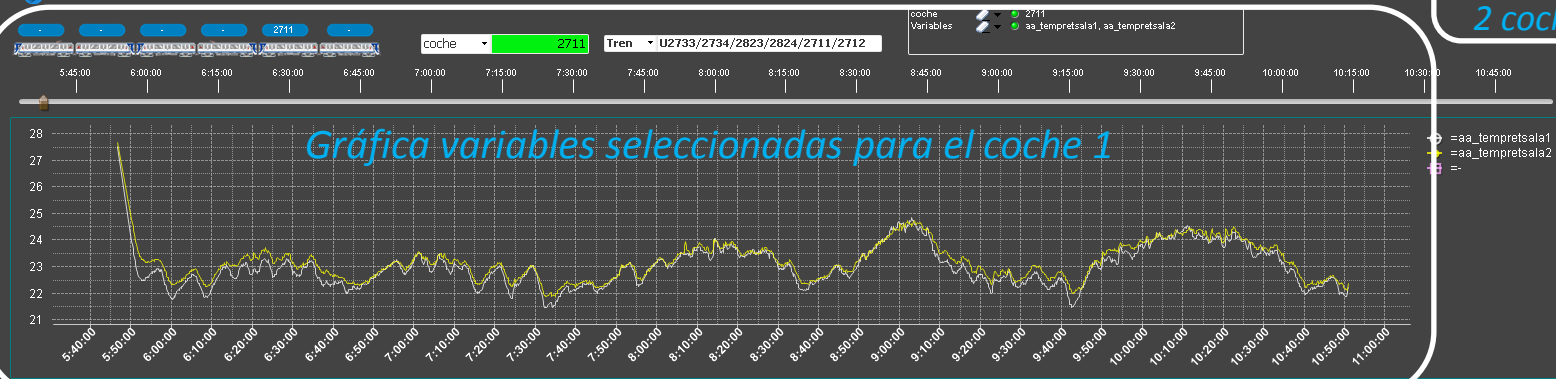 coche 2711
Variables aa_tempretsala1, aa_tempretsala2
2 coch
- - - - 2711 -
coche 2711 Tren U2733/2734/2823/2824/2711/2712
5:45:00 6:00:00 6:15:00 6:30:00 6:45:00 7:00:00 7:15:00 7:30:00 7:45:00 8:00:00 8:15:00 8:30:00 8:45:00 9:00:00 9:15:00 9:30:00 9:45:00 10:00:00 10:15:00 10:30:00 10:45:00
Gráfica variables seleccionadas para el coche 1
=aa_tempretsala1
=aa_tempretsala2
=-
28
27
26
25
24
23
22
21
5:40:00 5:50:00 6:00:00 6:10:00 6:20:00 6:30:00 6:40:00 6:50:00 7:00:00 7:10:00 7:20:00 7:30:00 7:40:00 7:50:00 8:00:00 8:10:00 8:20:00 8:30:00 8:40:00 8:50:00 9:00:00 9:10:00 9:20:00 9:30:00 9:40:00 9:50:00 10:00:00 10:10:00 10:20:00 10:30:00 10:40:00 10:50:00 11:00:00